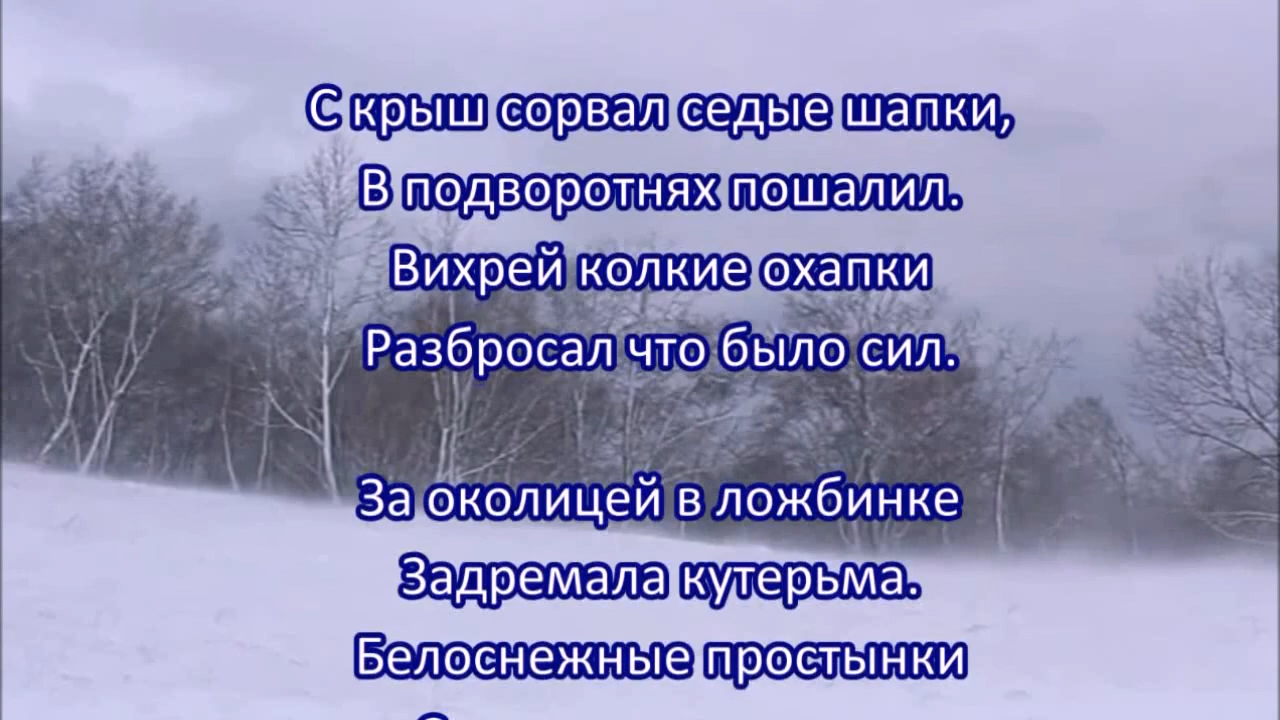 С крыш сорвал седые шапки,
В подворотнях пошалил.
Вихрей колкие охапки
Разбросал что было сил.
За околицей в ложбинке
Задремала кутерьма.
Белоснежные простынки